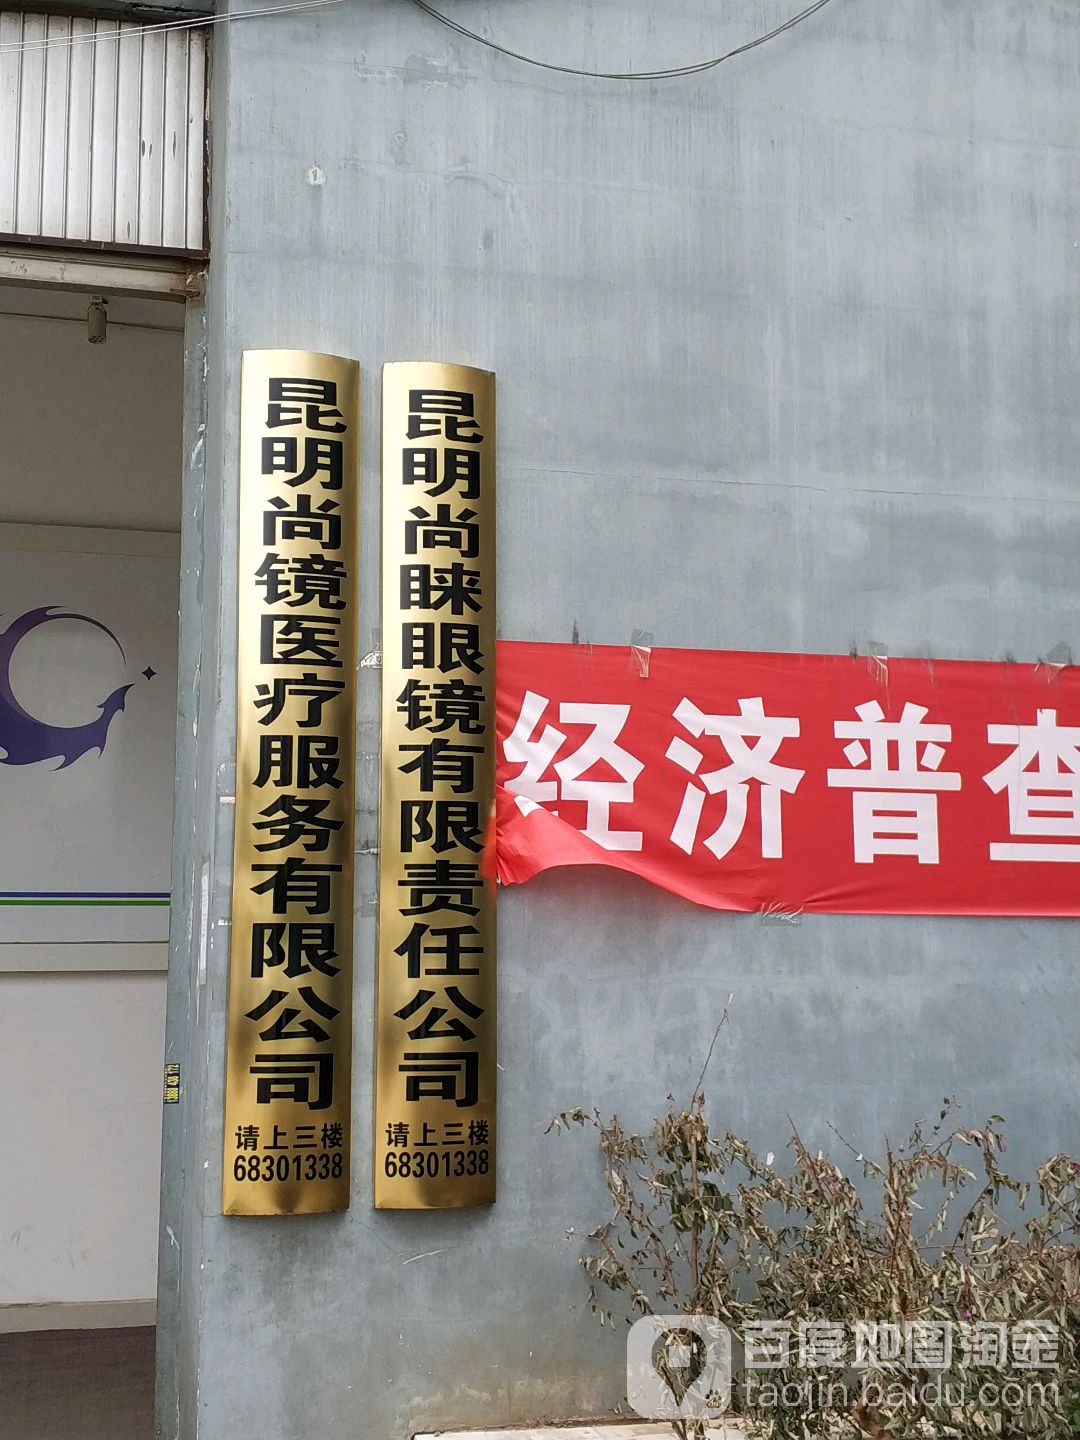 昆明尚镜医疗服务有限公司
请上三楼
68301338
昆明尚睐眼镜有限责任公司
请上三楼
68301338
经济普查
百度地图淘金
taojin.baidu.com